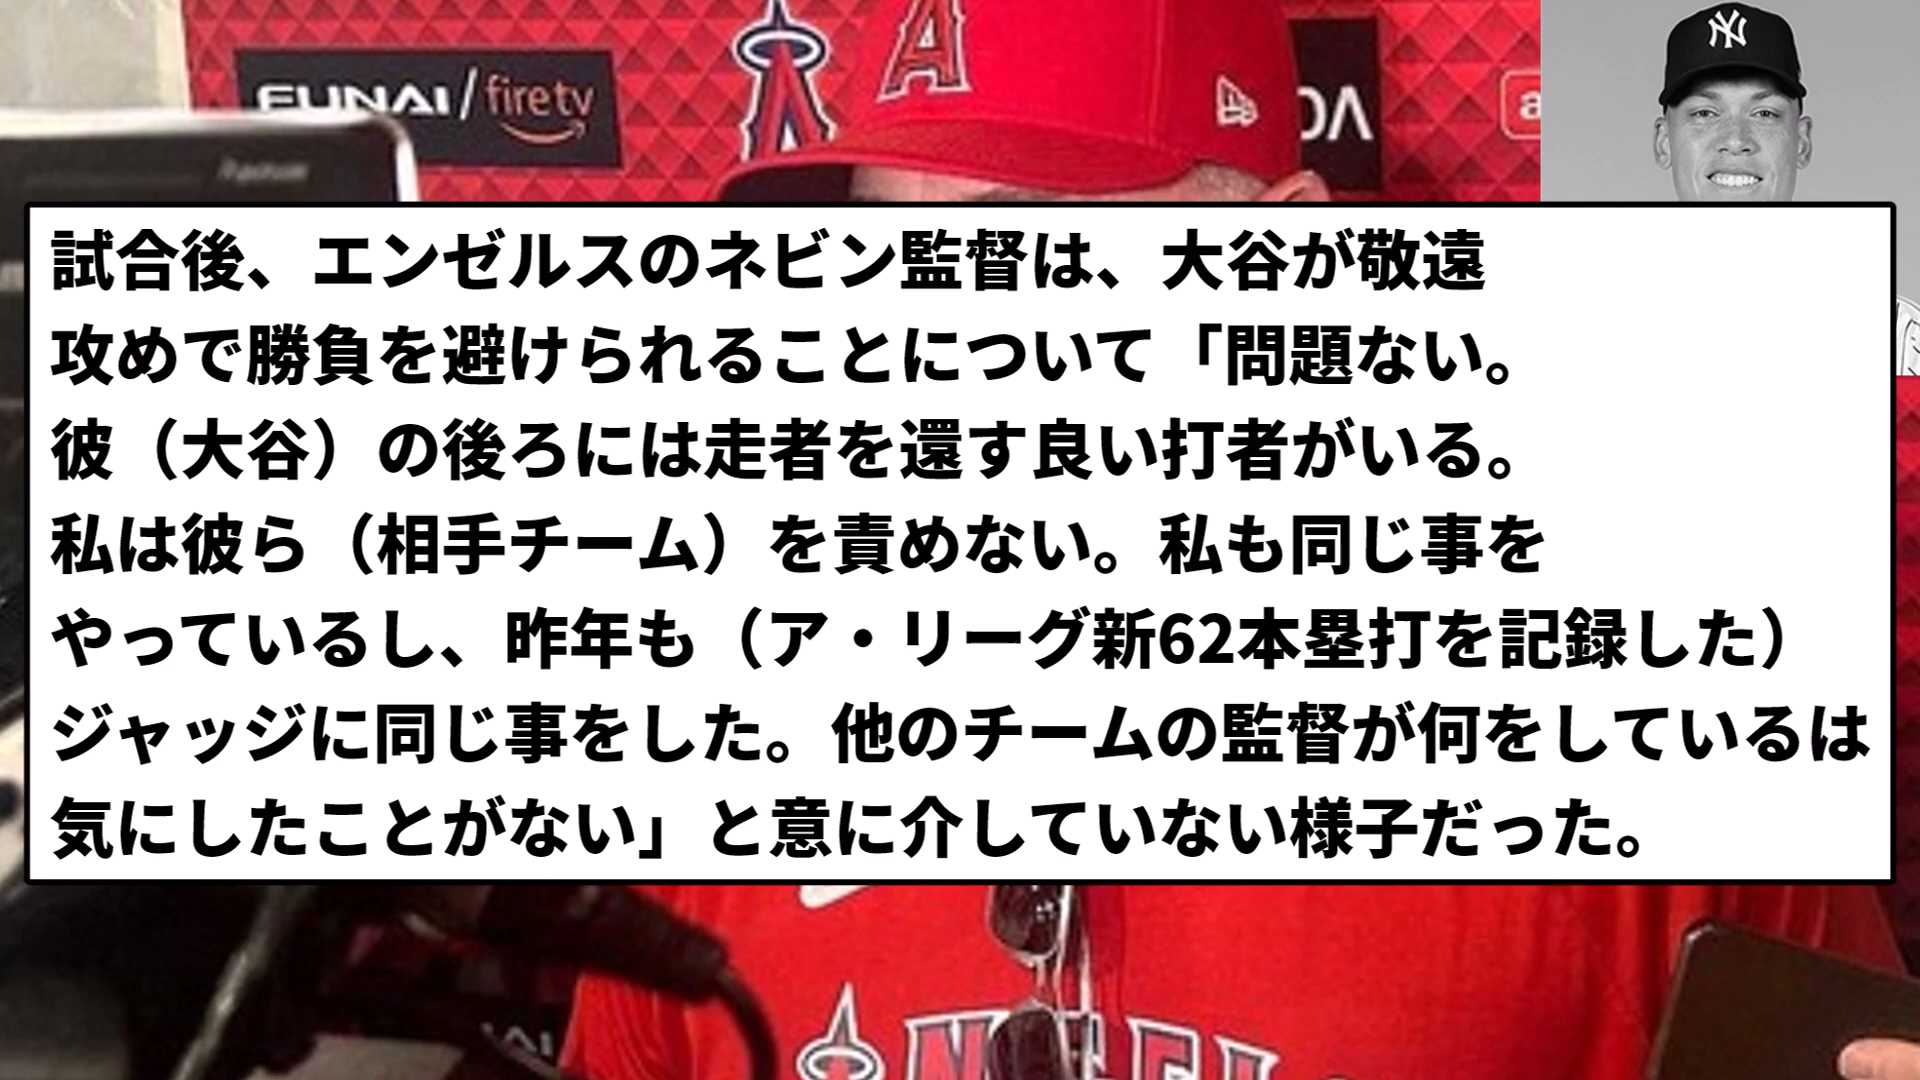 FUNAI / firetv
A
A
NY
試合後、エンゼルスのネビン監督は、大谷が敬遠
攻めで勝負を避けられることについて「問題ない。
彼（大谷）の後ろには走者を還す良い打者がいる。
私は彼ら（相手チーム）を責めない。私も同じ事を
やっているし、昨年も（ア・リーグ新62本塁打を記録した）
ジャッジに同じ事をした。他のチームの監督が何をしているは
気にしたことがない」と意に介していない様子だった。